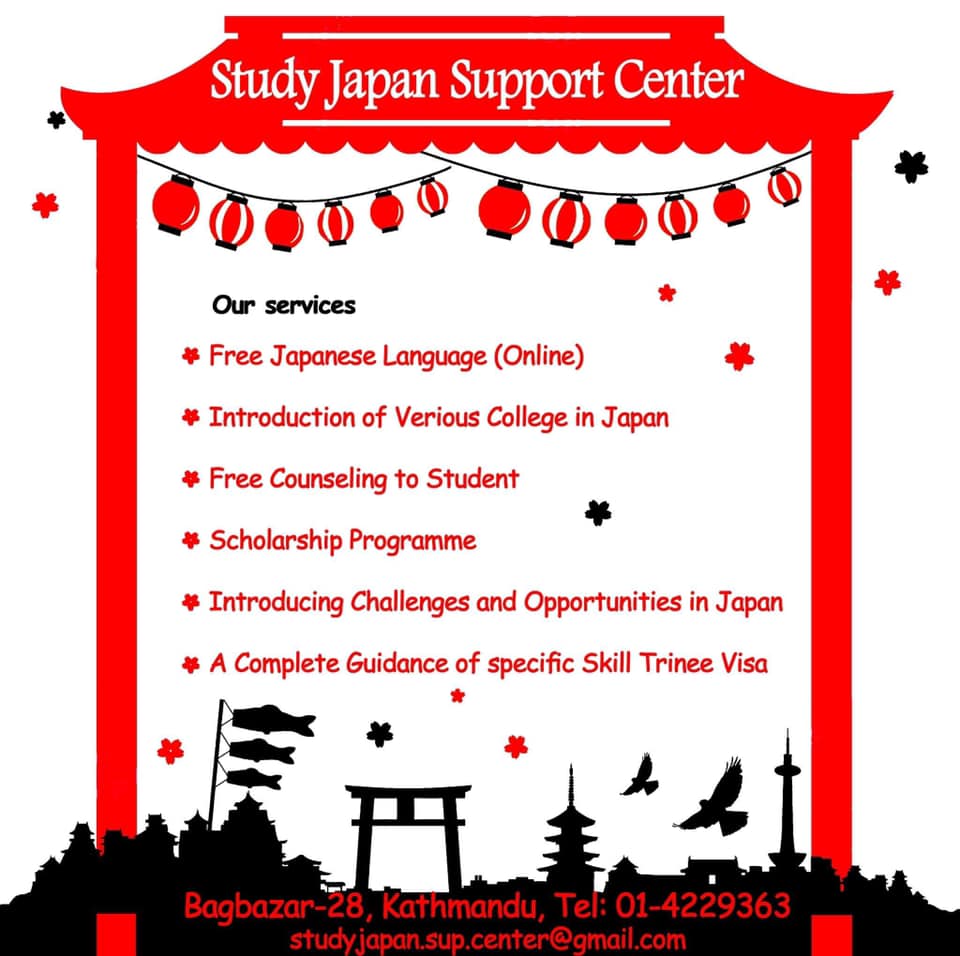 Study Japan Support Center
Our services
Free Japanese Language (Online)
Introduction of Verious College in Japan
Free Counseling to Student
Scholarship Programme
Introducing Challenges and Opportunities in Japan
A Complete Guidance of specific Skill Trinee Visa
Bagbazar-28, Kathmandu, Tel: 01-4229363
studyjapan.sup.center@gmail.com